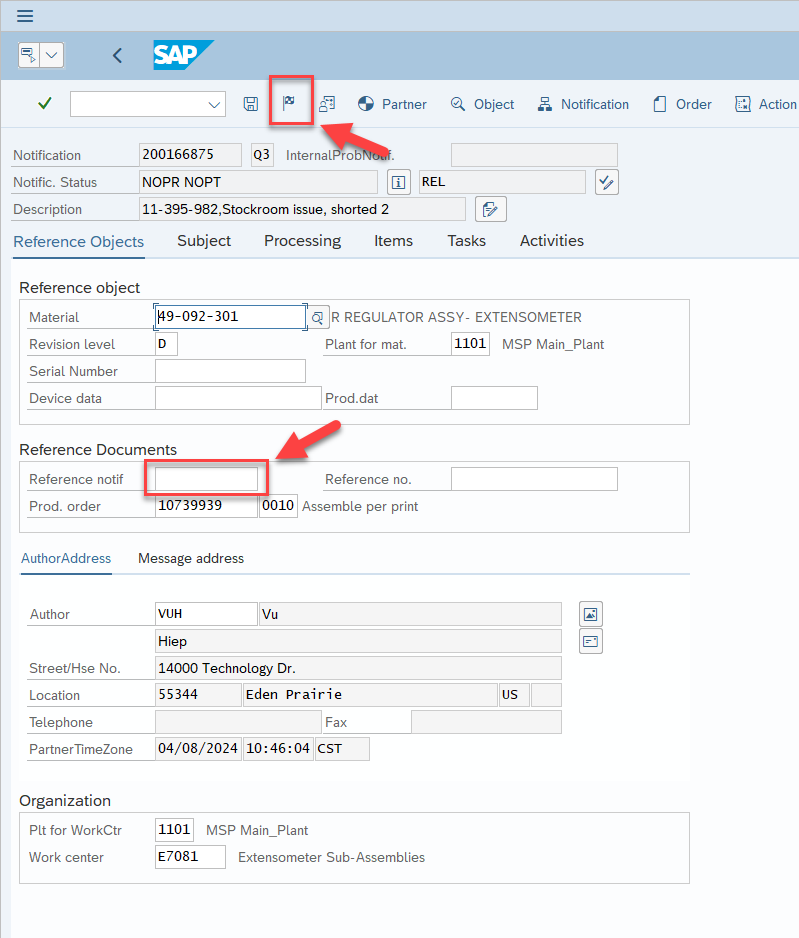 SAP
Partner Object Notification Order Action
Notification 200166875 Q3 InternalProbNotif.
Notific. Status NOPR NOPT REL
Description 11-395-982,Stockroom issue, shorted 2
Reference Objects Subject Processing Items Tasks Activities
Reference object
Material 49-092-301 R REGULATOR ASSY- EXTENSOMETER
Revision level D Plant for mat. 1101 MSP Main_Plant
Serial Number
Device data Prod.dat
Reference Documents
Reference notif Reference no.
Prod. order 10739939 0010 Assemble per print
AuthorAddress Message address
Author VUH Vu
Hiep
Street/Hse No. 14000 Technology Dr.
Location 55344 Eden Prairie US
Telephone Fax
PartnerTimeZone 04/08/2024 10:46:04 CST
Organization
Plt for WorkCtr 1101 MSP Main_Plant
Work center E7081 Extensometer Sub-Assemblies